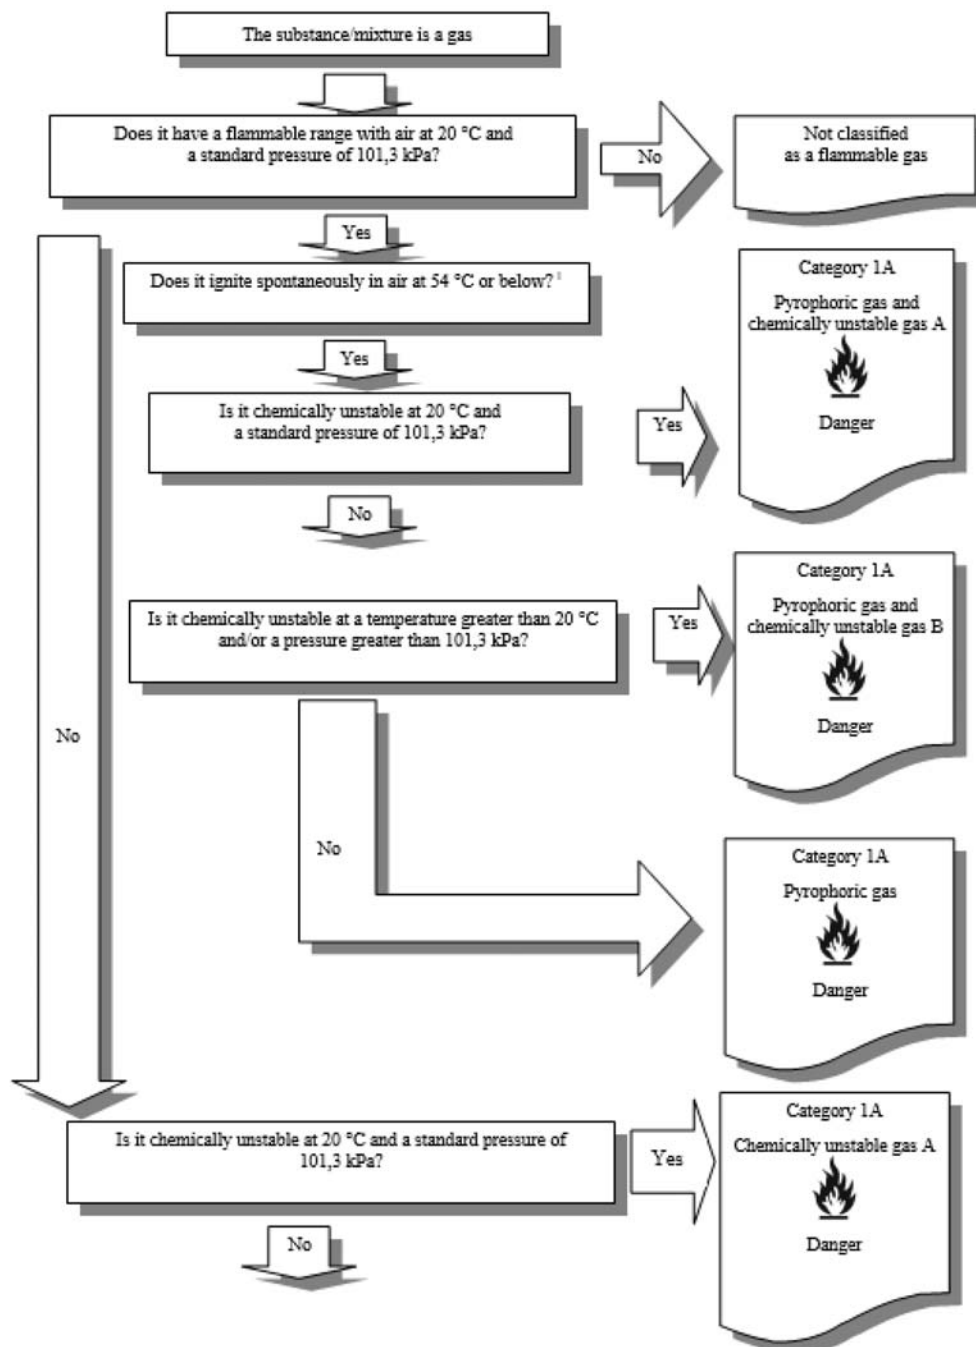 The substance/mixture is a gas
Does it have a flammable range with air at 20 °C and
a standard pressure of 101,3 kPa?
No
Not classified
as a flammable gas
Yes
Does it ignite spontaneously in air at 54 °C or below? ¹
Category 1A
Pyrophoric gas and
chemically unstable gas A
Danger
Yes
Is it chemically unstable at 20 °C and
a standard pressure of 101,3 kPa?
Yes
No
Is it chemically unstable at a temperature greater than 20 °C
and/or a pressure greater than 101,3 kPa?
Yes
Category 1A
Pyrophoric gas and
chemically unstable gas B
Danger
No
No
Category 1A
Pyrophoric gas
Danger
Is it chemically unstable at 20 °C and a standard pressure of
101,3 kPa?
Yes
Category 1A
Chemically unstable gas A
Danger
No